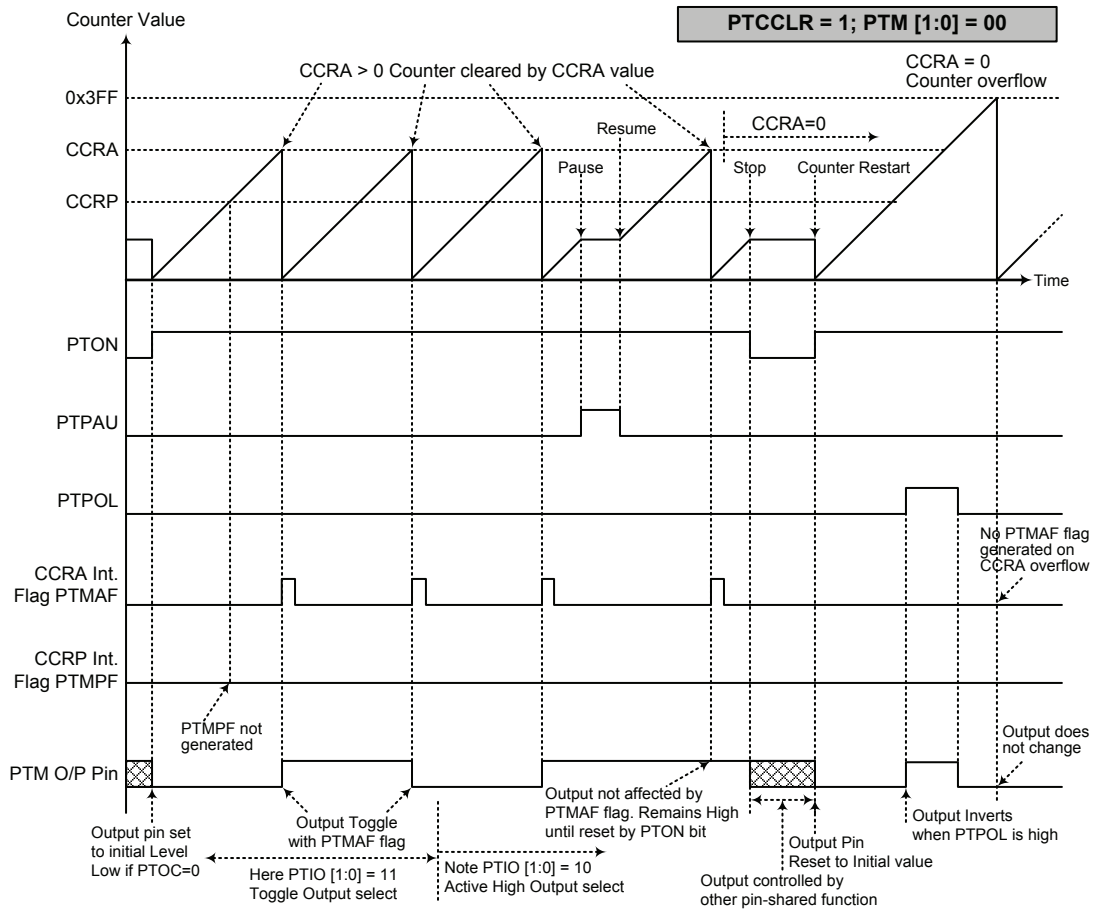 Counter Value
PTCCLR = 1; PTM [1:0] = 00
CCRA > 0 Counter cleared by CCRA value
CCRA = 0
Counter overflow
0x3FF
Resume
CCRA=0
CCRA
Pause
Stop
Counter Restart
CCRP
Time
PTON
PTPAU
PTPOL
No PTMAF flag
generated on
CCRA overflow
CCRA Int.
Flag PTMAF
CCRP Int.
Flag PTMPF
PTMPF not
generated
Output does
not change
PTM O/P Pin
Output pin set
to initial Level
Low if PTOC=0
Output Toggle
with PTMAF flag
Output not affected by
PTMAF flag. Remains High
until reset by PTON bit
Output Inverts
when PTPOL is high
Output Pin
Reset to Initial value
Here PTIO [1:0] = 11
Toggle Output select
Note PTIO [1:0] = 10
Active High Output select
Output controlled by
other pin-shared function